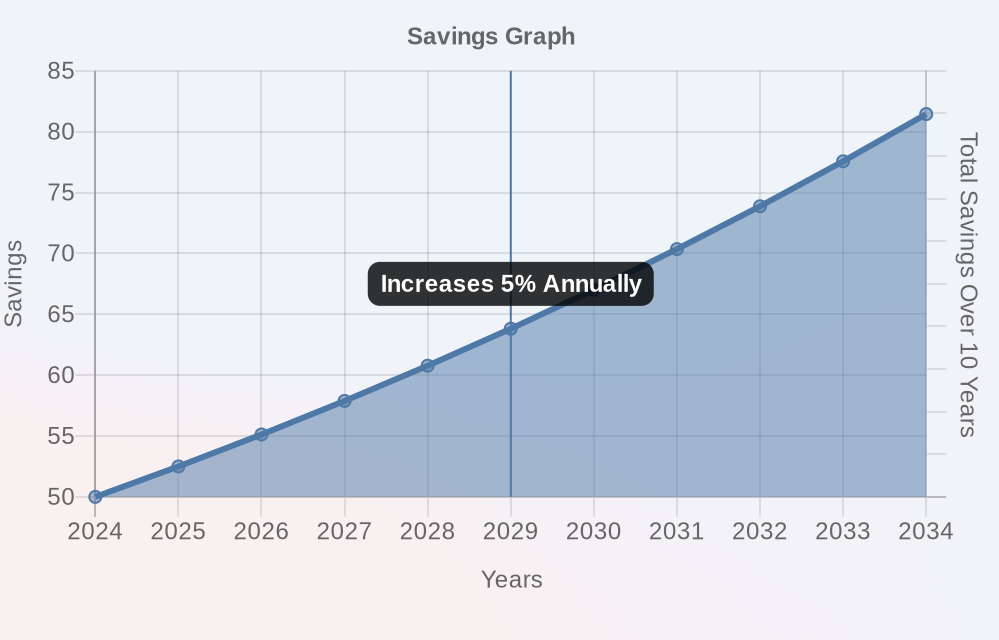 Savings Graph
85
80
75
70
65
60
55
50
Savings
Increases 5% Annually
Total Savings Over 10 Years
2024 2025 2026 2027 2028 2029 2030 2031 2032 2033 2034
Years